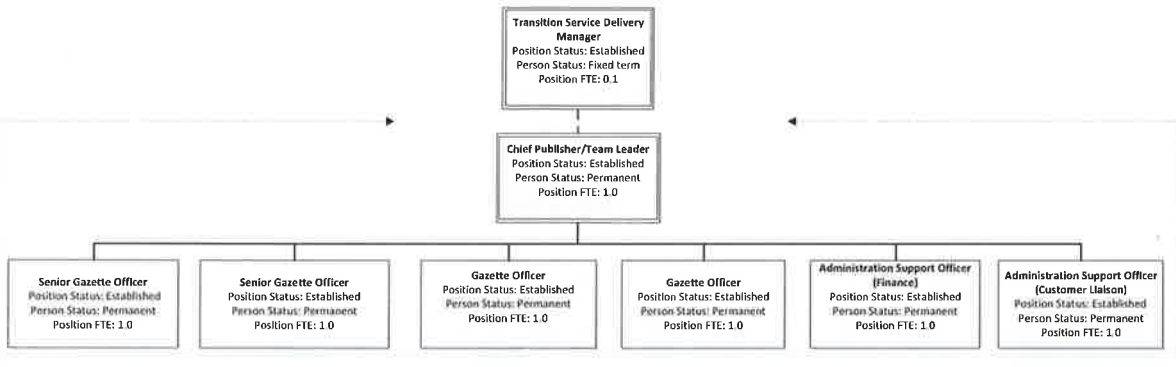 Transition Service Delivery
Manager
Position Status: Established
Person Status: Fixed term
Position FTE: 0.1
Chief Publisher/Team Leader
Position Status: Established
Person Status: Permanent
Position FTE: 1.0
Senior Gazette Officer
Position Status: Established
Person Status: Permanent
Position FTE: 1.0
Senior Gazette Officer
Position Status: Established
Person Status: Permanent
Position FTE: 1.0
Gazette Officer
Position Status: Established
Person Status: Permanent
Position FTE: 1.0
Gazette Officer
Position Status: Established
Person Status: Permanent
Position FTE: 1.0
Administration Support Officer
(Finance)
Position Status: Established
Person Status: Permanent
Position FTE: 1.0
Administration Support Officer
(Customer Liaison)
Position Status: Established
Person Status: Permanent
Position FTE: 1.0